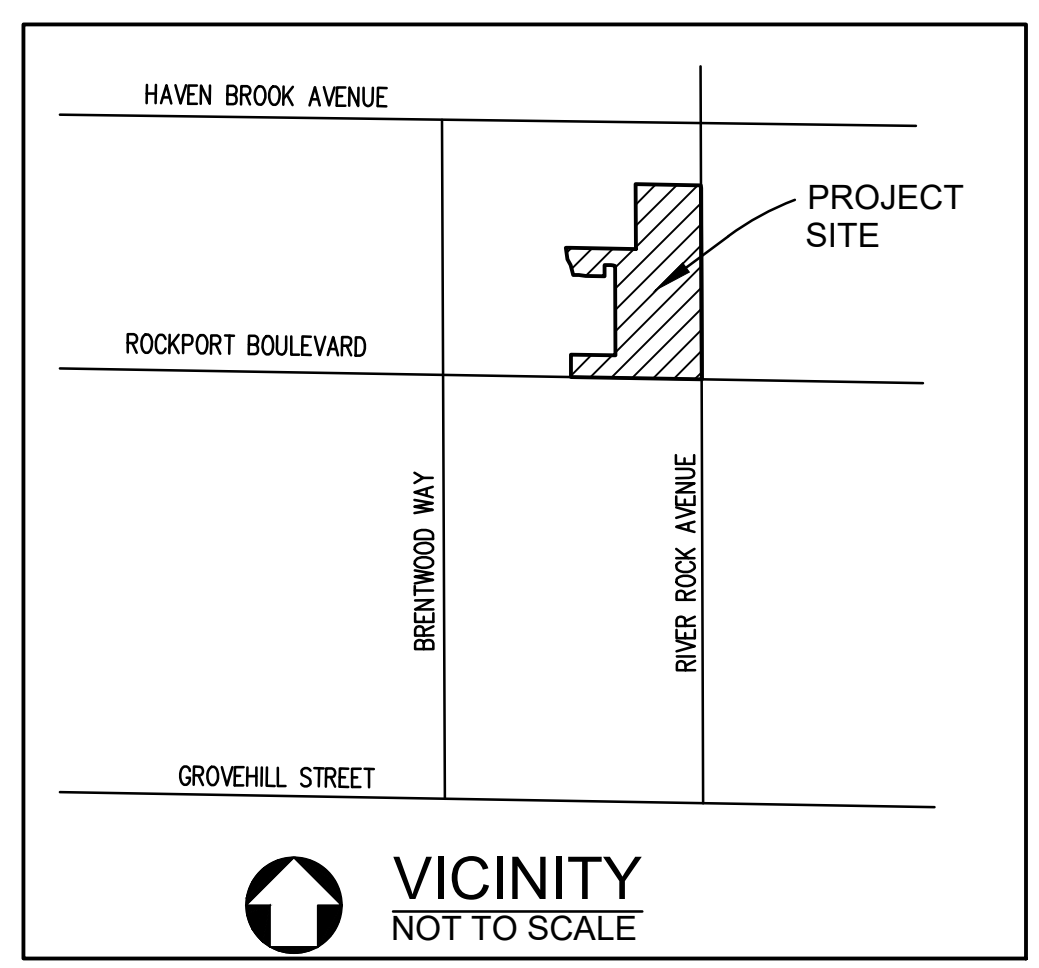 HAVEN BROOK AVENUE
PROJECT
SITE
ROCKPORT BOULEVARD
BRENTWOOD WAY
RIVER ROCK AVENUE
GROVEHILL STREET
VICINITY
NOT TO SCALE